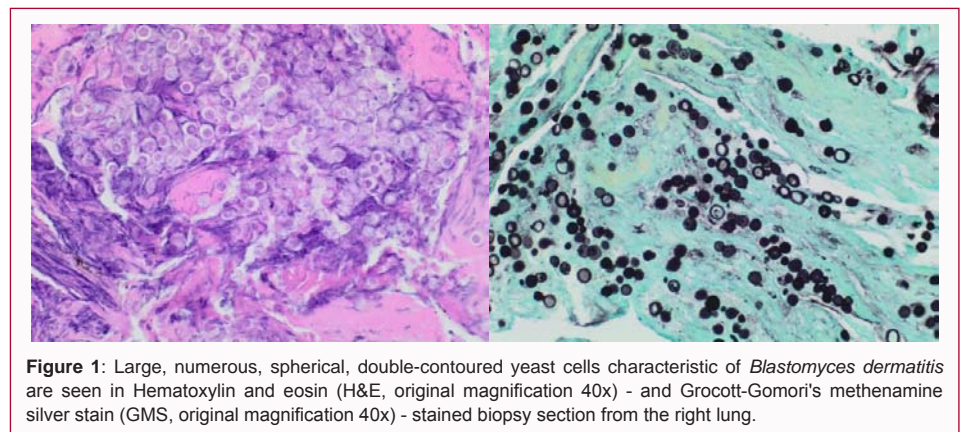 Figure 1: Large, numerous, spherical, double-contoured yeast cells characteristic of Blastomyces dermatitis
are seen in Hematoxylin and eosin (H&E, original magnification 40x) - and Grocott-Gomori's methenamine
silver stain (GMS, original magnification 40x) - stained biopsy section from the right lung.